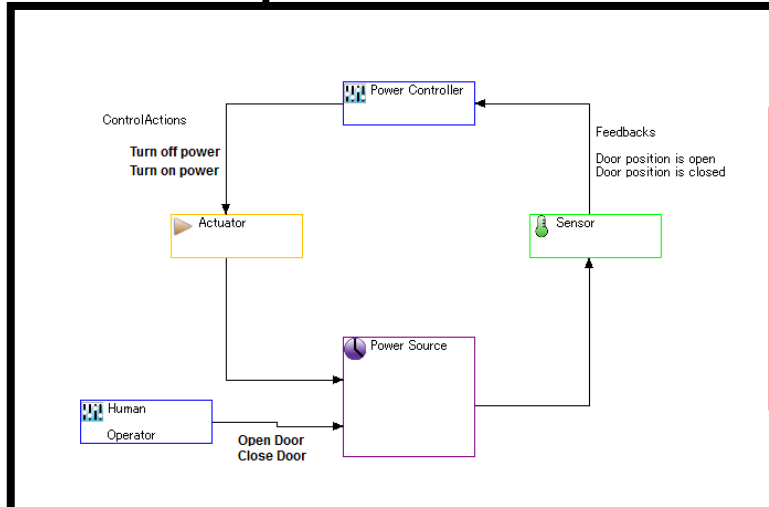 Power Controller
ControlActions
Turn off power
Turn on power
Feedbacks
Door position is open
Door position is closed
Actuator
Sensor
Power Source
Human
Operator
Open Door
Close Door